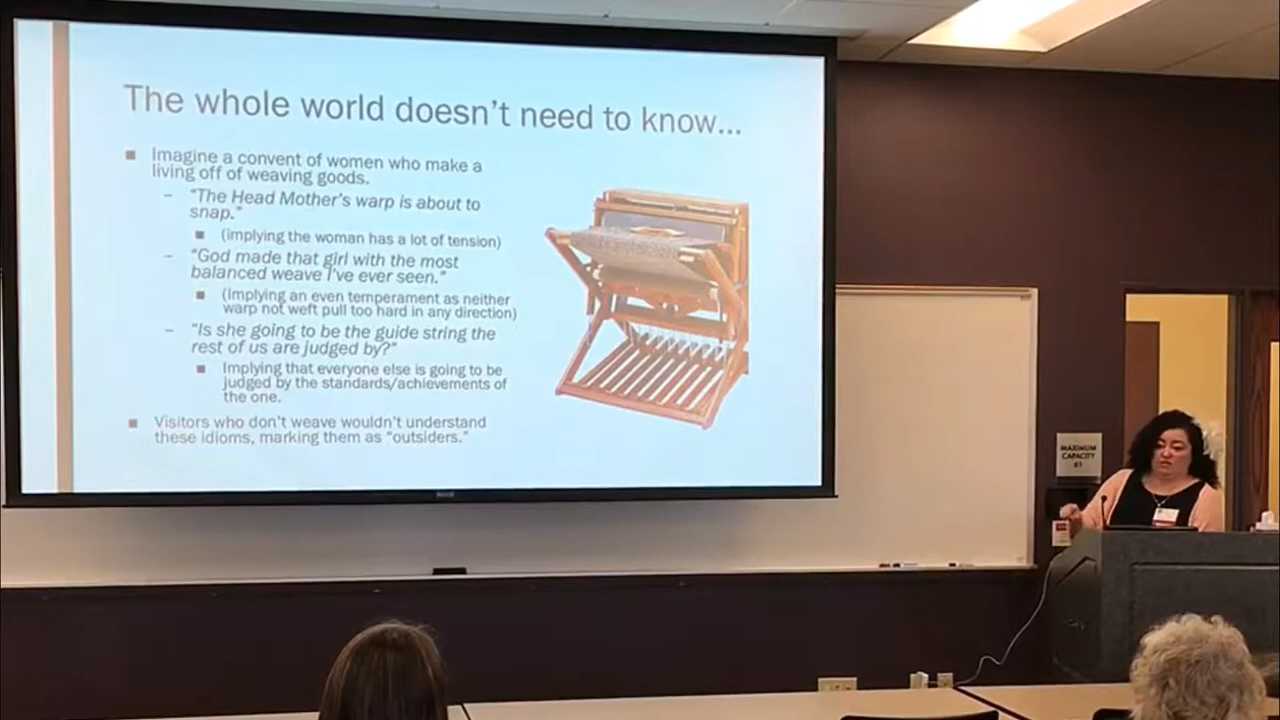 The whole world doesn't need to know...
■ Imagine a convent of women who make a
living off of weaving goods.
– "The Head Mother's warp is about to
snap."
■ (implying the woman has a lot of tension)
– "God made that girl with the most
balanced weave I've ever seen."
■ (Implying an even temperament as neither
warp not weft pull too hard in any direction)
– "Is she going to be the guide string the
rest of us are judged by?"
■ Implying that everyone else is going to be
judged by the standards/achievements of
the one.
■ Visitors who don't weave wouldn't understand
these idioms, marking them as "outsiders."
MAXIMUM
CAPACITY
61